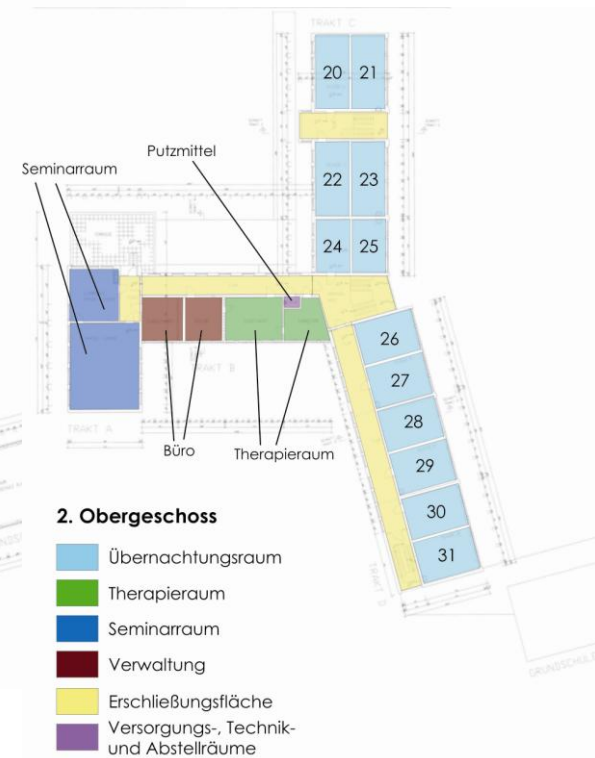 TRAKT C
20
21
Putzmittel
Seminarraum
22
23
24
25
26
27
28
29
30
31
TRAKT B
TRAKT A
Büro
Therapieraum
2. Obergeschoss
Übernachtungsraum
Therapieraum
Seminarraum
Verwaltung
Erschließungsfläche
Versorgungs-, Technik-
und Abstellräume
GRUNDSCHULE